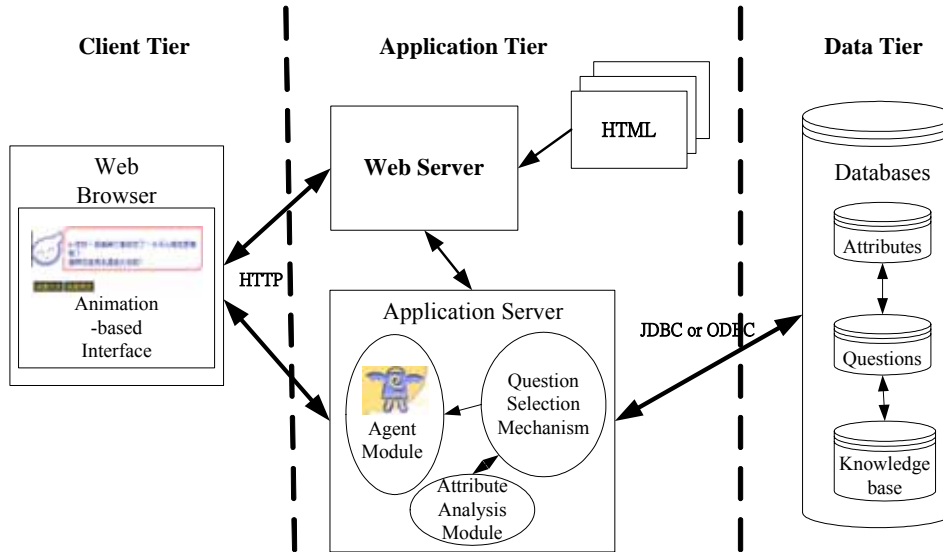 Client Tier
Application Tier
Data Tier
Web
Browser
Animation
-based
Interface
HTTP
Web Server
HTML
Application Server
Agent
Module
Question
Selection
Mechanism
Attribute
Analysis
Module
JDBC or ODBC
Databases
Attributes
Questions
Knowledge
base